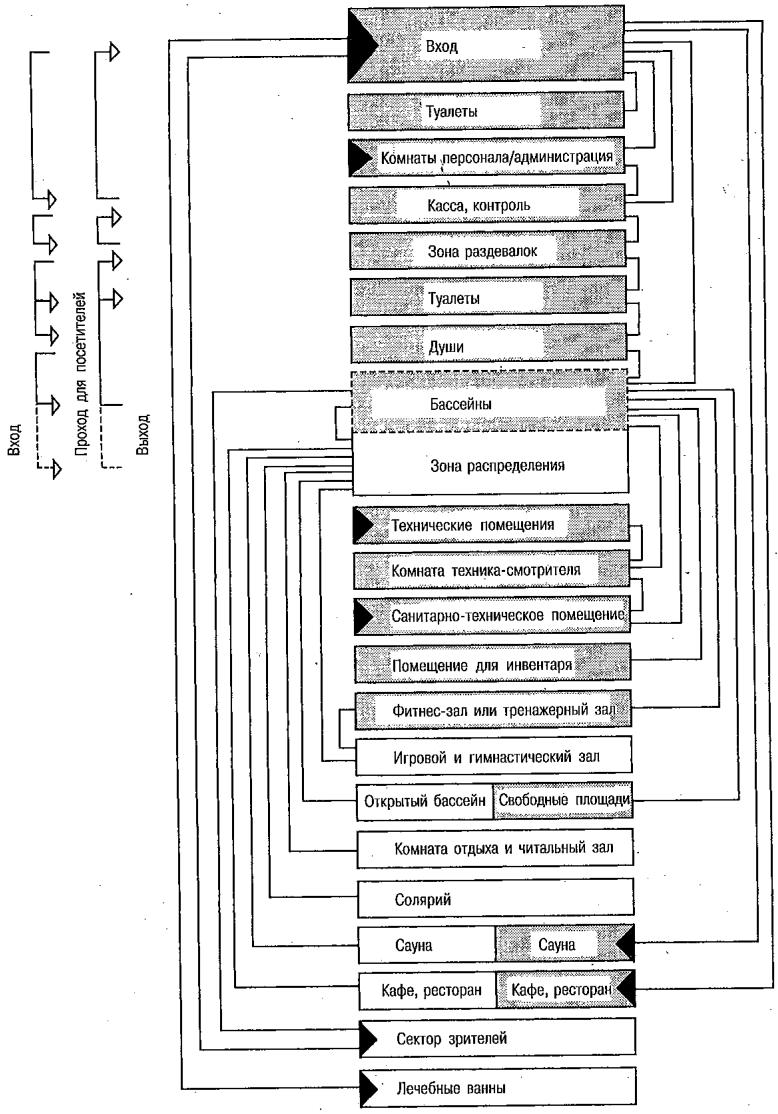 Вход
Туалеты
Комнаты персонала/администрация
Касса, контроль
Зона раздевалок
Туалеты
Души
Бассейны
Зона распределения
Технические помещения
Комната техника-смотрителя
Санитарно-техническое помещение
Помещение для инвентаря
Фитнес-зал или тренажерный зал
Игровой и гимнастический зал
Открытый бассейн
Свободные площади
Комната отдыха и читальный зал
Солярий
Сауна
Сауна
Кафе, ресторан
Кафе, ресторан
Сектор зрителей
Лечебные ванны
Вход
Проход для посетителей
Выход